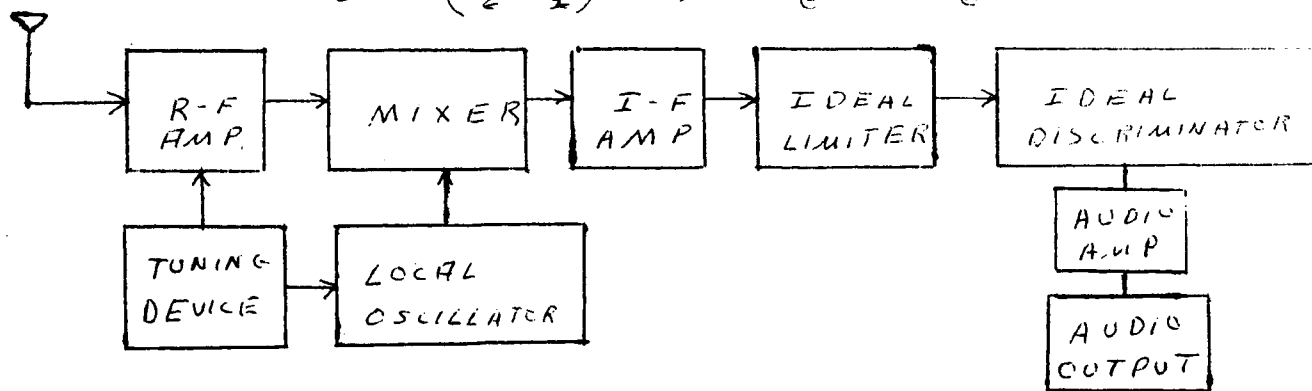 R-F
AMP.
MIXER
I-F
AMP
IDEAL
LIMITER
IDEAL
DISCRIMINATOR
TUNING
DEVICE
LOCAL
OSCILLATOR
AUDIO
AMP
AUDIO
OUTPUT